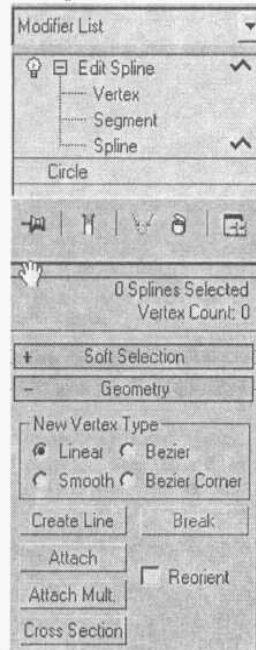 Modifier List
Edit Spline
Vertex
Segment
Spline
Circle
0 Splines Selected
Vertex Count: 0
+ Soft Selection
- Geometry
New Vertex Type
Linear Bezier
Smooth Bezier Corner
Create Line Break
Attach
Reorient
Attach Mult.
Cross Section